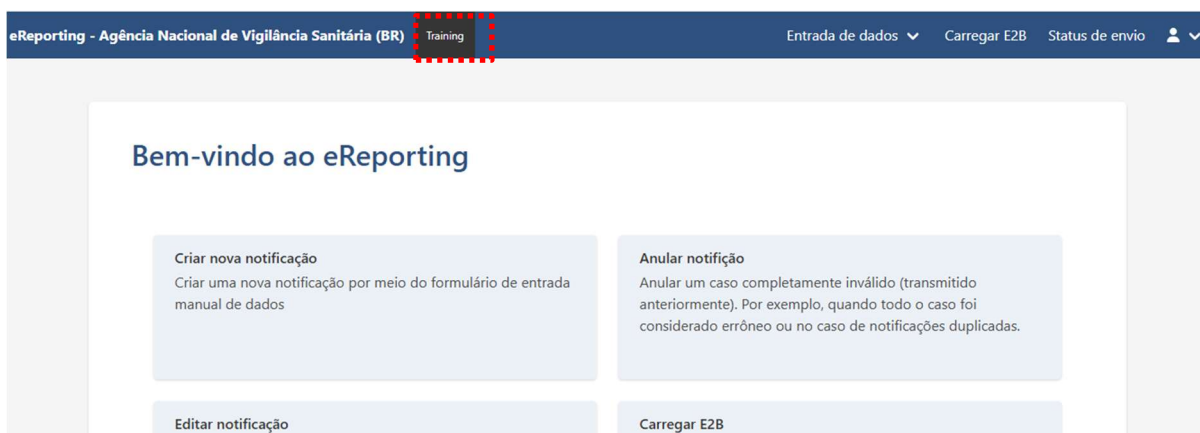 eReporting - Agência Nacional de Vigilância Sanitária (BR) Training Entrada de dados Carregar E2B Status de envio
Bem-vindo ao eReporting
Criar nova notificação
Criar uma nova notificação por meio do formulário de entrada
manual de dados
Anular notifição
Anular um caso completamente inválido (transmitido
anteriormente). Por exemplo, quando todo o caso foi
considerado errôneo ou no caso de notificações duplicadas.
Editar notificação
Carregar E2B